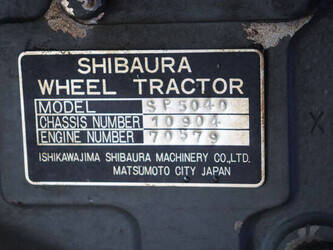 SHIBAURA
WHEEL TRACTOR
MODEL SP5040
CHASSIS NUMBER 10904
ENGINE NUMBER 70579
ISHIKAWAJIMA SHIBAURA MACHINERY CO.,LTD.
MATSUMOTO CITY JAPAN